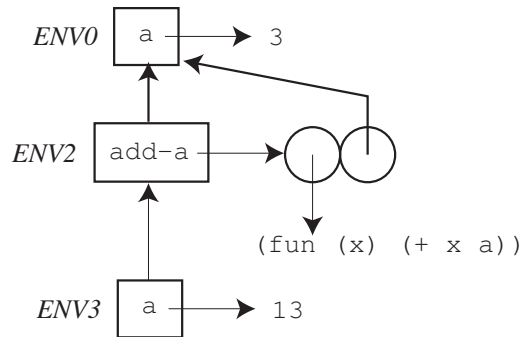 ENV0 a 3
ENV2 add-a
(fun (x) (+ x a))
ENV3 a 13